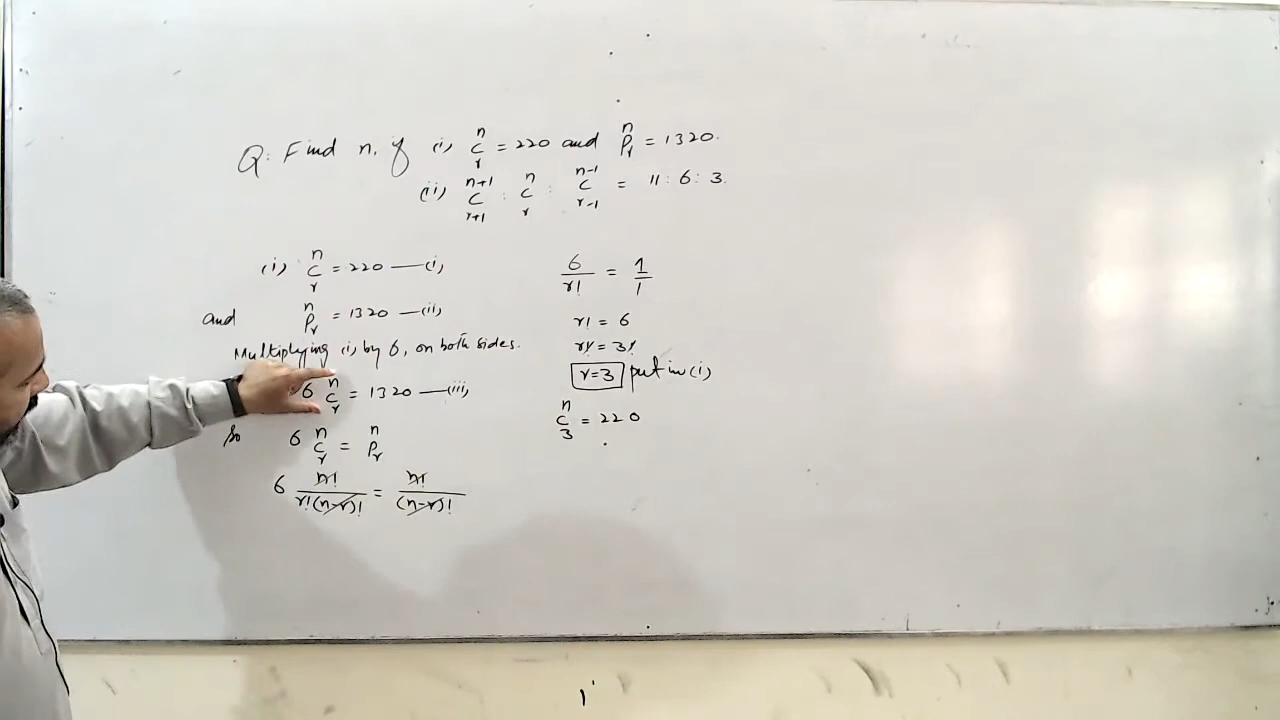 Q: Find n, if (i) ⁿCᵣ = 220 and ⁿPᵣ = 1320.
(ii) ⁿ⁺¹Cᵣ₊₁ : ⁿCᵣ : ⁿ⁻¹Cᵣ₋₁ = 11 : 6 : 3.
(i) ⁿCᵣ = 220 —(i)
and ⁿPᵣ = 1320 —(ii)
Multiplying (i) by 6, on both sides.
6 ⁿCᵣ = 1320 —(iii)
So 6 ⁿCᵣ = ⁿPᵣ
6 n!/r!(n-r)! = n!/(n-r)!
6/r! = 1/1
r! = 6
r! = 3!
r=3 put in (i)
ⁿC₃ = 220